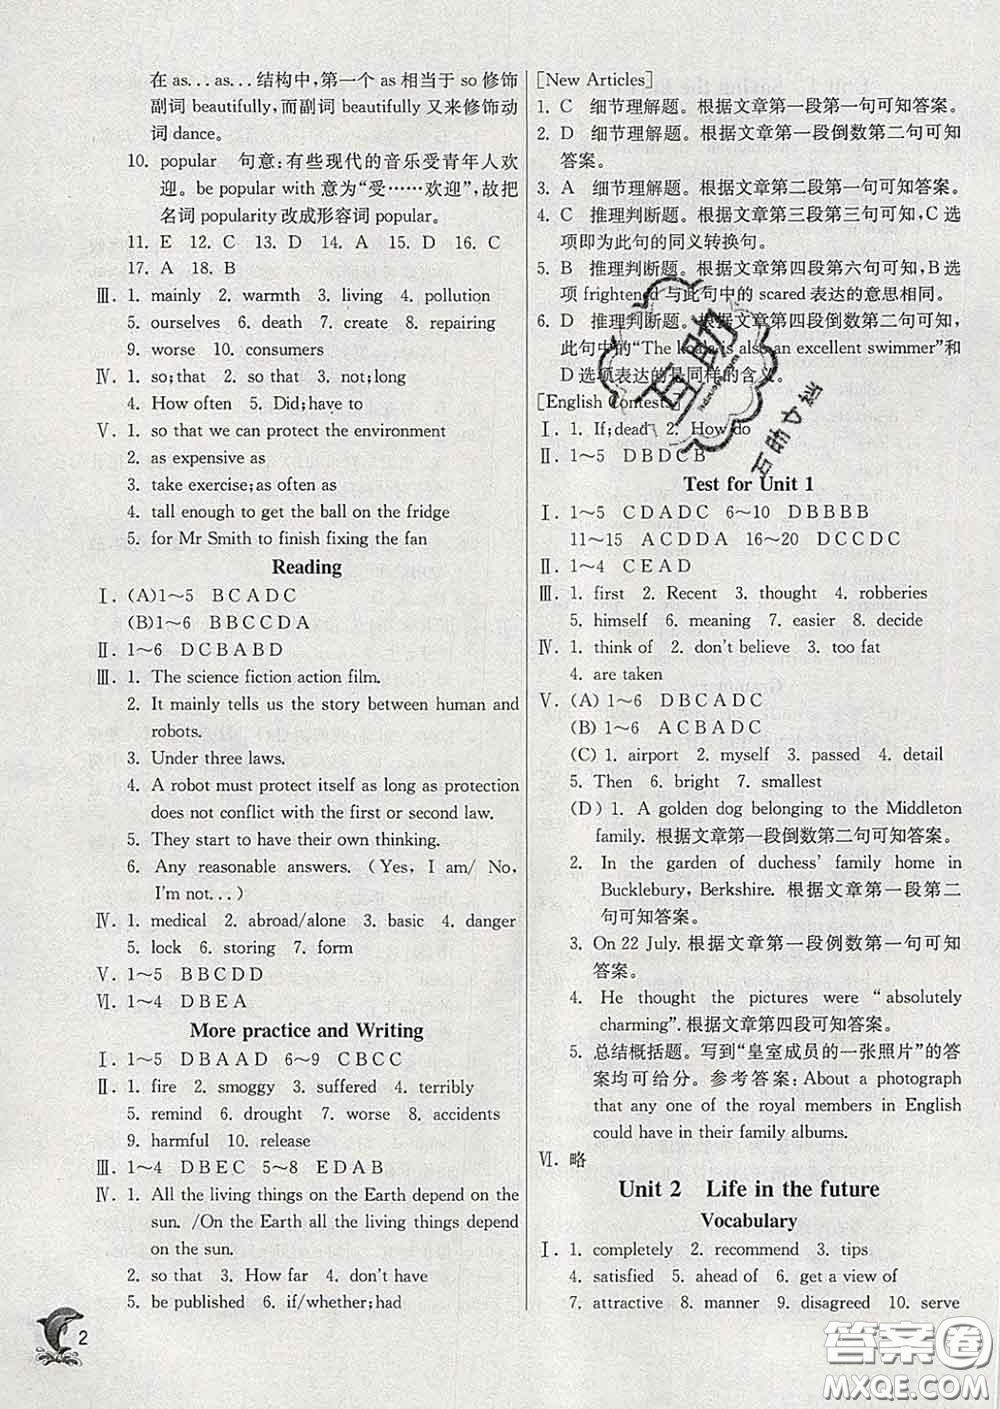 在 as...as...结构中,第一个 as 相当于 so 修饰
副词 beautifully,而副词 beautifully 又来修饰动
词 dance。
10. popular 句意:有些现代的音乐受青年人欢
迎。be popular with 意为“受……欢迎”,故把
名词 popularity 改成形容词 popular。
11. E 12. C 13. D 14. A 15. D 16. C
17. A 18. B
Ⅲ. 1. mainly 2. warmth 3. living 4. pollution
5. ourselves 6. death 7. create 8. repairing
9. worse 10. consumers
Ⅳ. 1. so;that 2. so that 3. not;long
4. How often 5. Did;have to
Ⅴ. 1. so that we can protect the environment
2. as expensive as
3. take exercise;as often as
4. tall enough to get the ball on the fridge
5. for Mr Smith to finish fixing the fan
Reading
Ⅰ. (A)1～5 B C A D C
(B)1～6 B B C C D A
Ⅱ. 1～6 D C B A B D
Ⅲ. 1. The science fiction action film.
2. It mainly tells us the story between human and
robots.
3. Under three laws.
4. A robot must protect itself as long as protection
does not conflict with the first or second law.
5. They start to have their own thinking.
6. Any reasonable answers. (Yes, I am/ No,
I'm not...)
Ⅳ. 1. medical 2. abroad/alone 3. basic 4. danger
5. lock 6. storing 7. form
Ⅴ. 1～5 B B C D D
Ⅵ. 1～4 D B E A
More practice and Writing
Ⅰ. 1～5 D B A A D 6～9 C B C C
Ⅱ. 1. fire 2. smoggy 3. suffered 4. terribly
5. remind 6. drought 7. worse 8. accidents
9. harmful 10. release
Ⅲ. 1～4 D B E C 5～8 E D A B
Ⅳ. 1. All the living things on the Earth depend on the
sun. /On the Earth all the living things depend
on the sun.
2. so that 3. How far 4. don't have
5. be published 6. if/whether;had
2
[New Articles]
1. C 细节理解题。根据文章第一段第一句可知答案。
2. D 细节理解题。根据文章第一段倒数第二句可知
答案。
3. A 细节理解题。根据文章第二段第一句可知答案。
4. C 推理判断题。根据文章第三段第三句可知,C 选
项即为此句的同义转换句。
5. B 推理判断题。根据文章第四段第六句可知,B 选
项 frightened 与此句中的 scared 表达的意思相同。
6. D 推理判断题。根据文章第四段倒数第二句可知,
此句中的“The koala is also an excellent swimmer”和
D 选项表达的是同样的含义。
[English Contest]
Ⅰ. 1. If;dead 2. How do
Ⅱ. 1～5 D B D C B
Test for Unit 1
Ⅰ. 1～5 C D A D C 6～10 D B B B B
11～15 A C D D A 16～20 D C C D C
Ⅱ. 1～4 C E A D
Ⅲ. 1. first 2. Recent 3. thought 4. robberies
5. himself 6. meaning 7. easier 8. decide
Ⅳ. 1. think of 2. don't believe 3. too fat
4. are taken
Ⅴ. (A) 1～6 D B C A D C
(B) 1～6 A C B A D C
(C) 1. airport 2. myself 3. passed 4. detail
5. Then 6. bright 7. smallest
(D) 1. A golden dog belonging to the Middleton
family. 根据文章第一段倒数第二句可知答案。
2. In the garden of duchess' family home in
Bucklebury, Berkshire. 根据文章第一段第二
句可知答案。
3. On 22 July. 根据文章第一段例数第一句可知
答案。
4. He thought the pictures were “absolutely
charming”. 根据文章第四段可知答案。
5. 总结概括题。写到“皇室成员的一张照片”的答
案均可给分。参考答案:About a photograph
that any one of the royal members in English
could have in their family albums.
Ⅵ. 略
Unit 2 Life in the future
Vocabulary
Ⅰ. 1. completely 2. recommend 3. tips
4. satisfied 5. ahead of 6. get a view of
7. attractive 8. manner 9. disagreed 10. serve
互助
答案圈
MXQE.COM